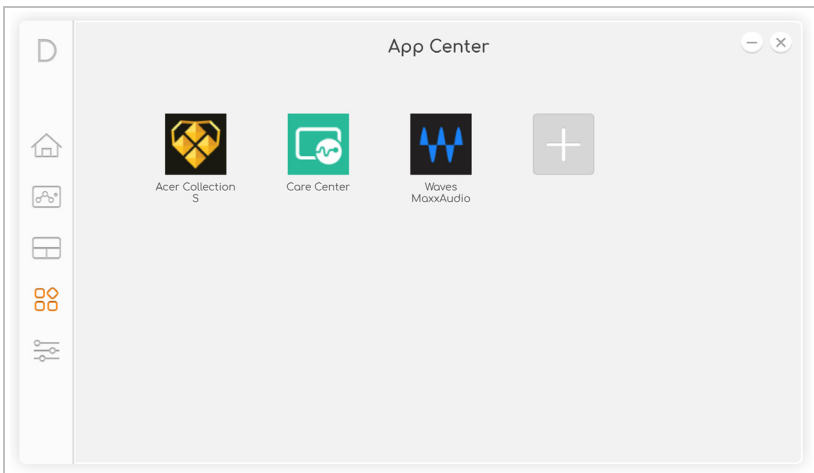 D
App Center
Acer Collection
S
Care Center
Waves
MaxxAudio